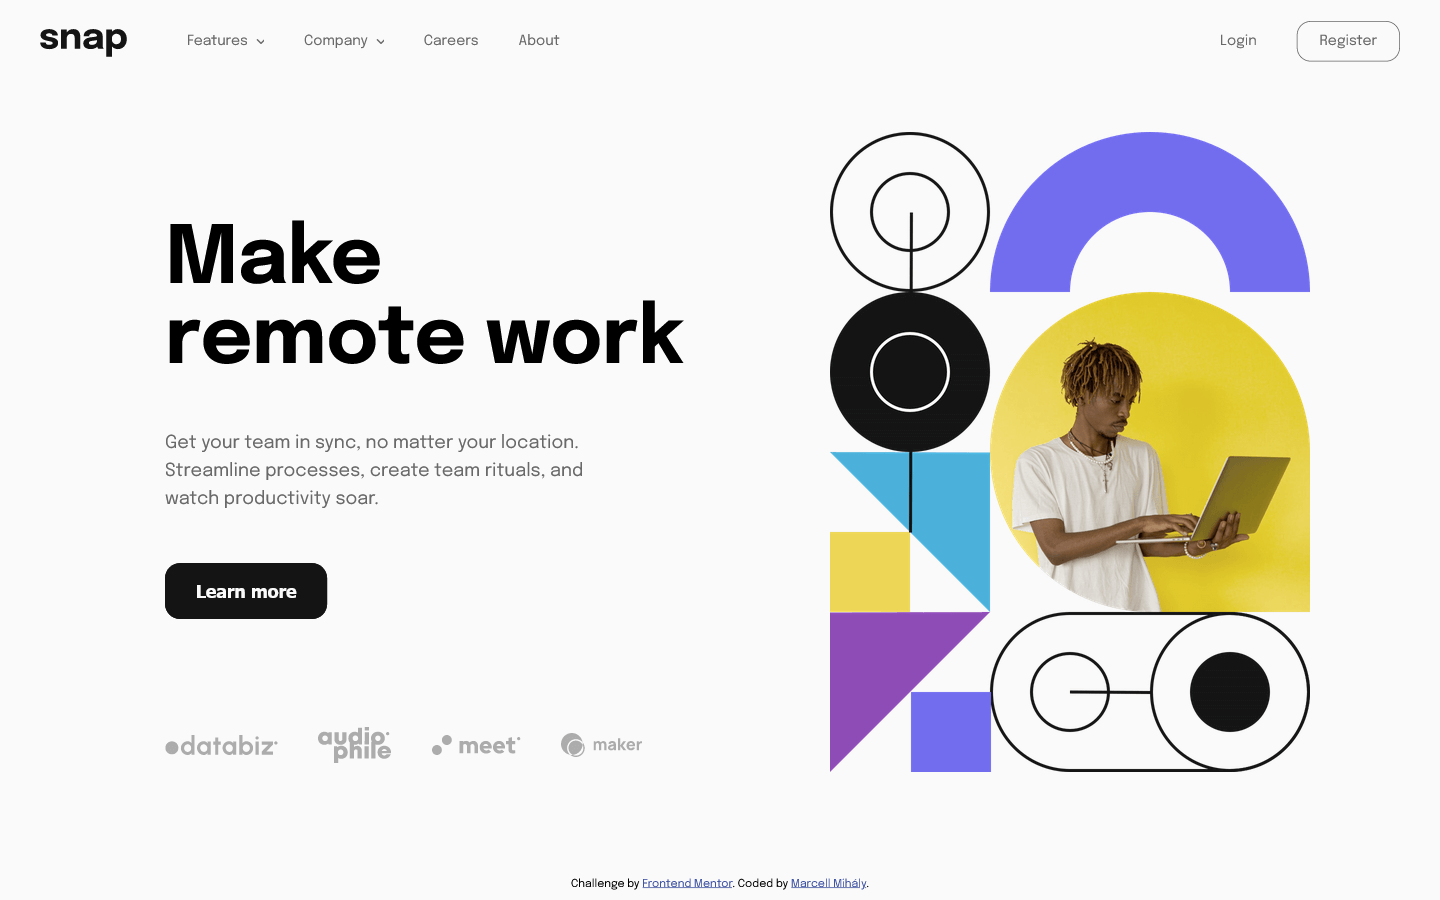 snap
Features
Company
Careers
About
Login
Register
Make
remote work
Get your team in sync, no matter your location.
Streamline processes, create team rituals, and
watch productivity soar.
Learn more
databiz
audio
phile
meet
maker
Challenge by Frontend Mentor. Coded by Marcell Mihály.